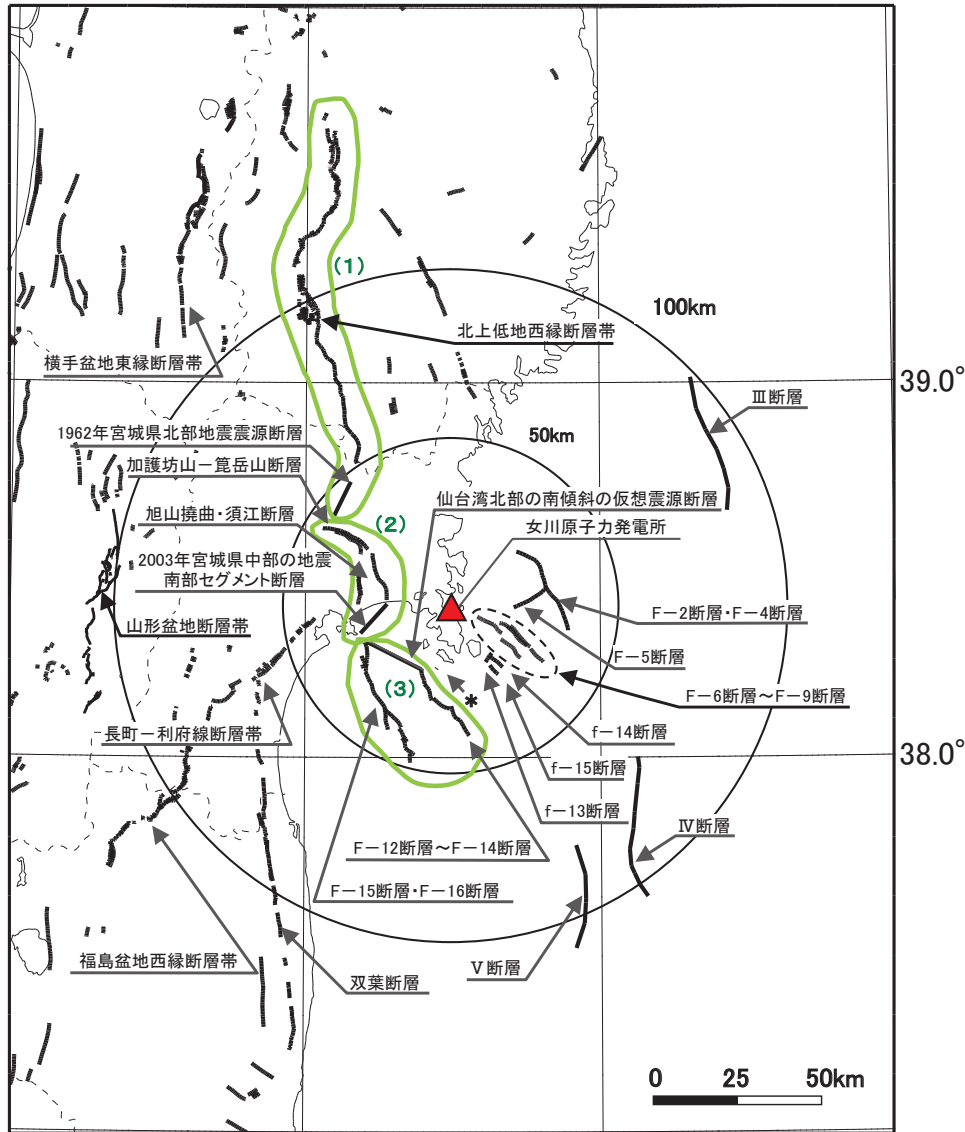 (1)
100km
北上低地西縁断層帯
横手盆地東縁断層帯
39.0°
Ⅲ断層
1962年宮城県北部地震震源断層
50km
加護坊山－箟岳山断層
仙台湾北部の南傾斜の仮想震源断層
旭山撓曲・須江断層
(2)
女川原子力発電所
2003年宮城県中部の地震
南部セグメント断層
山形盆地断層帯
F－2断層・F－4断層
F－5断層
(3)
*
F－6断層～F－9断層
長町－利府線断層帯
f－14断層
38.0°
f－15断層
f－13断層
Ⅳ断層
F－12断層～F－14断層
F－15断層・F－16断層
福島盆地西縁断層帯
双葉断層
Ⅴ断層
0 25 50km